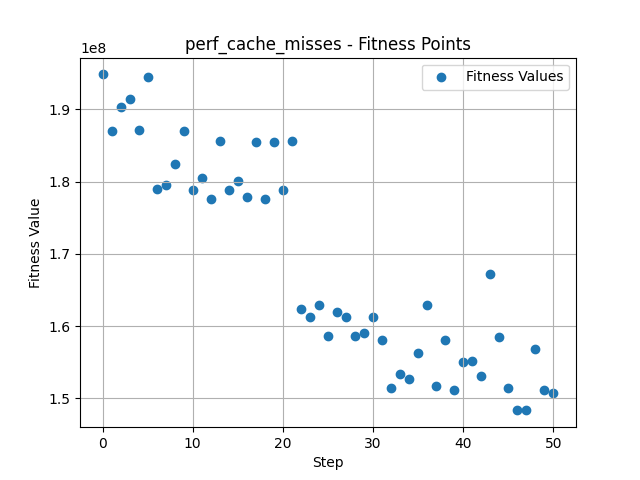 perf_cache_misses - Fitness Points
1e8
Fitness Values
1.9
1.8
1.7
1.6
1.5
Fitness Value
0
10
20
30
40
50
Step